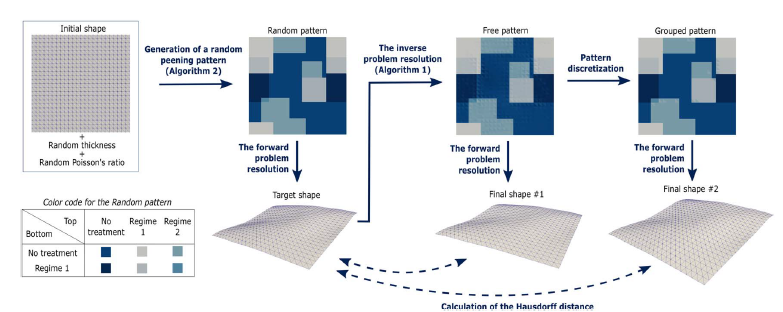 Initial shape
+
Random thickness
+
Random Poisson's ratio
Generation of a random
peening pattern
(Algorithm 2)
Random pattern
The inverse
problem resolution
(Algorithm 1)
Free pattern
Pattern
discretization
Grouped pattern
The forward
problem
resolution
The forward
problem
resolution
The forward
problem
resolution
Target shape
Final shape #1
Final shape #2
Color code for the Random pattern
Top
Bottom
No
treatment
Regime
1
Regime
2
No treatment
Regime 1
Calculation of the Hausdorff distance